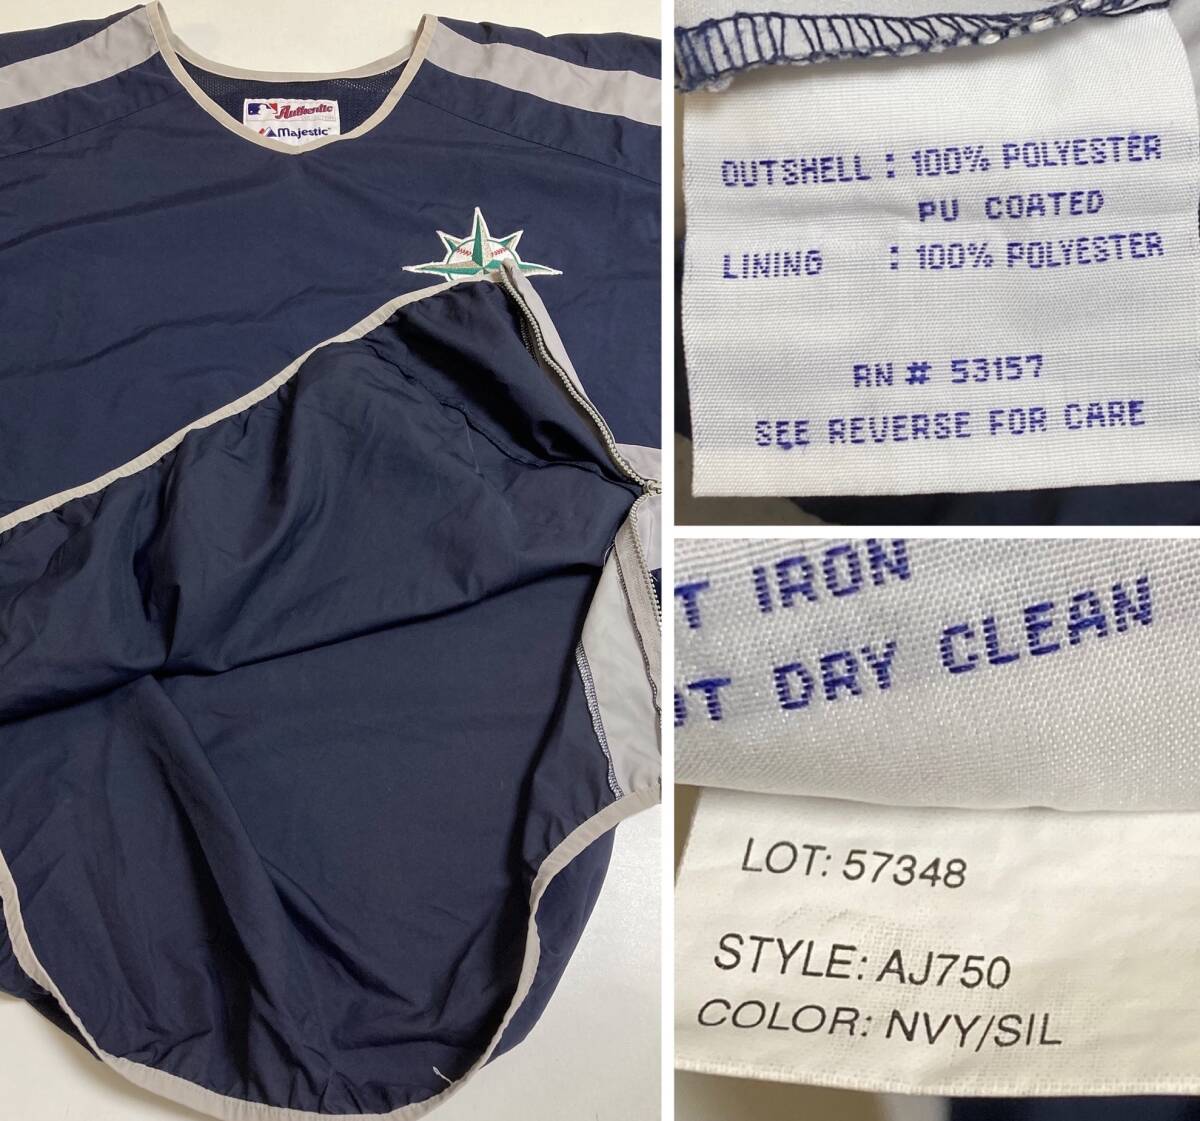 Authentic
Majestic
OUTSHELL : 100% POLYESTER
PU COATED
LINING : 100% POLYESTER
RN # 53157
SEE REVERSE FOR CARE
T IRON
OT DRY CLEAN
LOT: 57348
STYLE: AJ750
COLOR: NVY/SIL